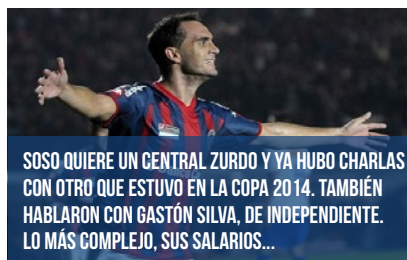 SOSO QUIERE UN CENTRAL ZURDO Y YA HUBO CHARLAS
CON OTRO QUE ESTUVO EN LA COPA 2014. TAMBIÉN
HABLARON CON GASTÓN SILVA, DE INDEPENDIENTE.
LO MÁS COMPLEJO, SUS SALARIOS...